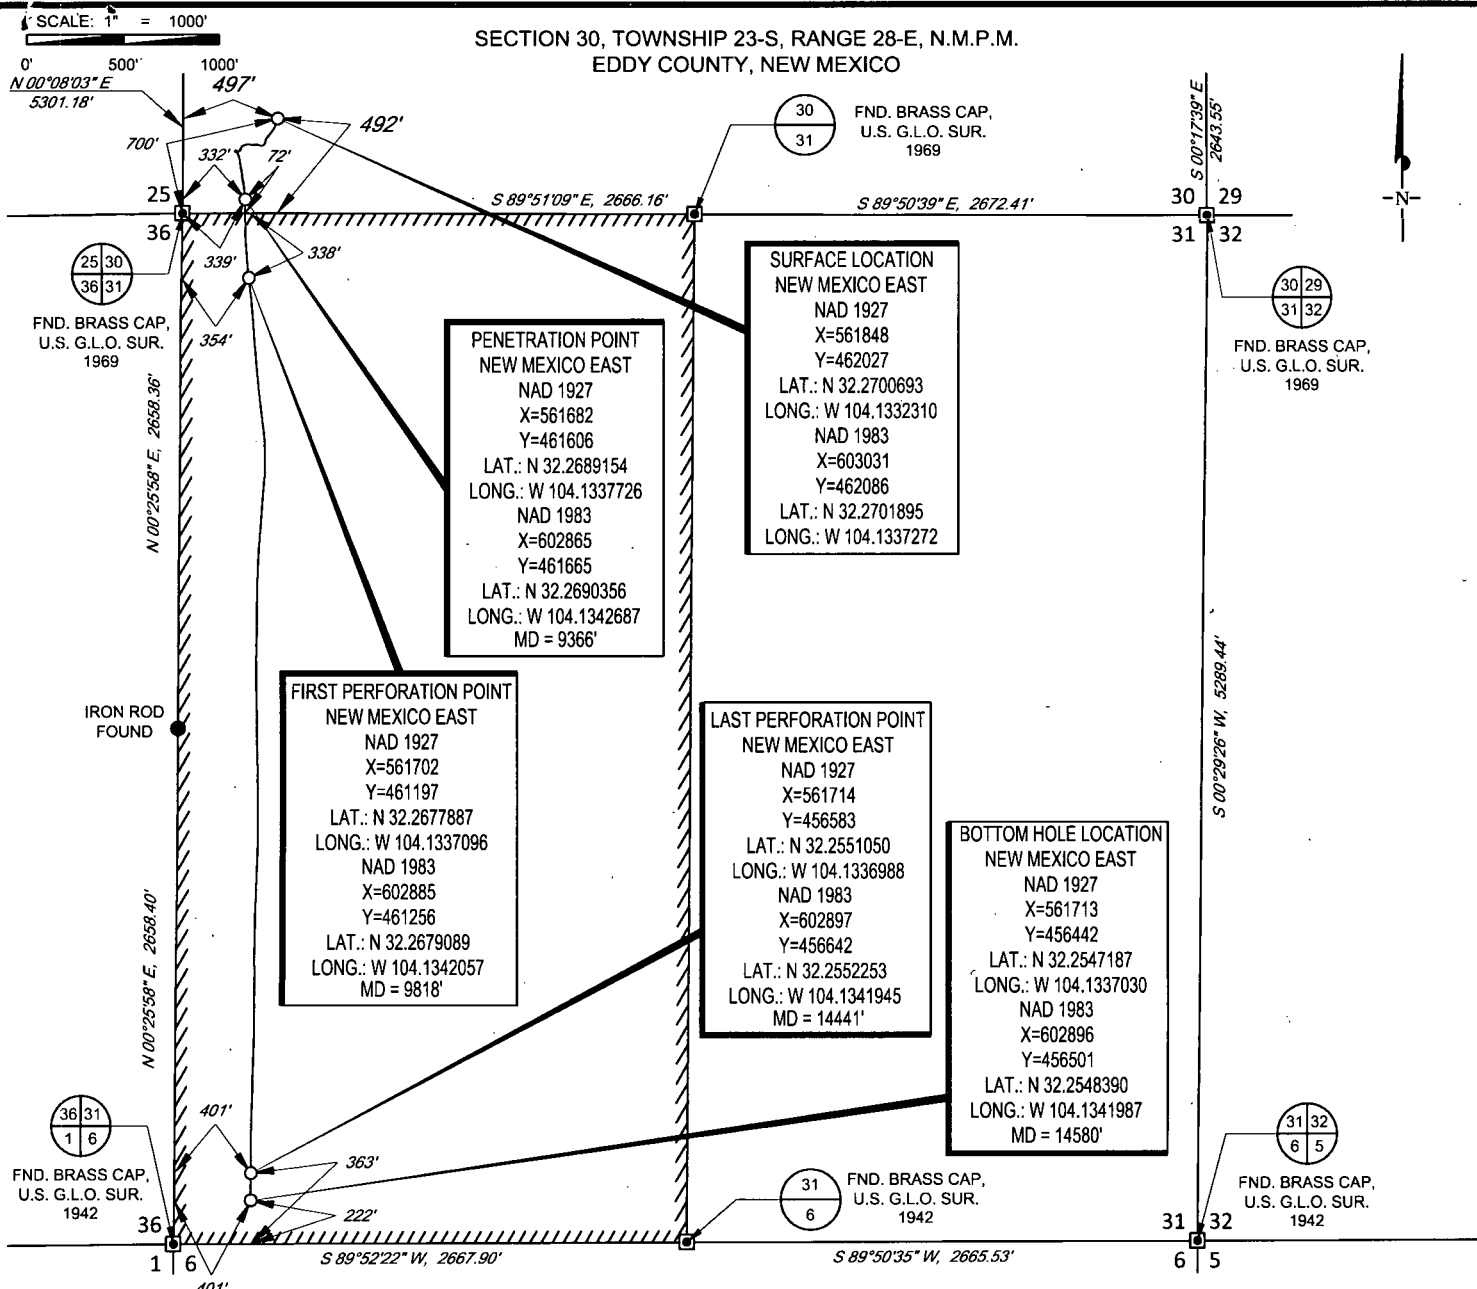 SCALE: 1" = 1000'
0' 500' 1000'
SECTION 30, TOWNSHIP 23-S, RANGE 28-E, N.M.P.M.
EDDY COUNTY, NEW MEXICO
N 00°08'03" E
5301.18'
497'
492'
700'
332'
72'
25
36
339'
338'
354'
25 30
36 31
FND. BRASS CAP,
U.S. G.L.O. SUR.
1969
30
31
FND. BRASS CAP,
U.S. G.L.O. SUR.
1969
S 89°51'09" E, 2666.16'
S 89°50'39" E, 2672.41'
S 00°17'39" E
2643.55'
30 29
31 32
-N-
30 29
31 32
FND. BRASS CAP,
U.S. G.L.O. SUR.
1969
SURFACE LOCATION
NEW MEXICO EAST
NAD 1927
X=561848
Y=462027
LAT.: N 32.2700693
LONG.: W 104.1332310
NAD 1983
X=603031
Y=462086
LAT.: N 32.2701895
LONG.: W 104.1337272
PENETRATION POINT
NEW MEXICO EAST
NAD 1927
X=561682
Y=461606
LAT.: N 32.2689154
LONG.: W 104.1337726
NAD 1983
X=602865
Y=461665
LAT.: N 32.2690356
LONG.: W 104.1342687
MD = 9366'
N 00°25'58" E, 2658.36'
IRON ROD
FOUND
FIRST PERFORATION POINT
NEW MEXICO EAST
NAD 1927
X=561702
Y=461197
LAT.: N 32.2677887
LONG.: W 104.1337096
NAD 1983
X=602885
Y=461256
LAT.: N 32.2679089
LONG.: W 104.1342057
MD = 9818'
LAST PERFORATION POINT
NEW MEXICO EAST
NAD 1927
X=561714
Y=456583
LAT.: N 32.2551050
LONG.: W 104.1336988
NAD 1983
X=602897
Y=456642
LAT.: N 32.2552253
LONG.: W 104.1341945
MD = 14441'
BOTTOM HOLE LOCATION
NEW MEXICO EAST
NAD 1927
X=561713
Y=456442
LAT.: N 32.2547187
LONG.: W 104.1337030
NAD 1983
X=602896
Y=456501
LAT.: N 32.2548390
LONG.: W 104.1341987
MD = 14580'
S 00°29'26" W, 5289.44'
N 00°25'58" E, 2658.40'
36 31
1 6
FND. BRASS CAP,
U.S. G.L.O. SUR.
1942
401'
363'
222'
36
1 6
401'
S 89°52'22" W, 2667.90'
31
6
FND. BRASS CAP,
U.S. G.L.O. SUR.
1942
S 89°50'35" W, 2665.53'
31 32
6 5
31 32
6 5
FND. BRASS CAP,
U.S. G.L.O. SUR.
1942